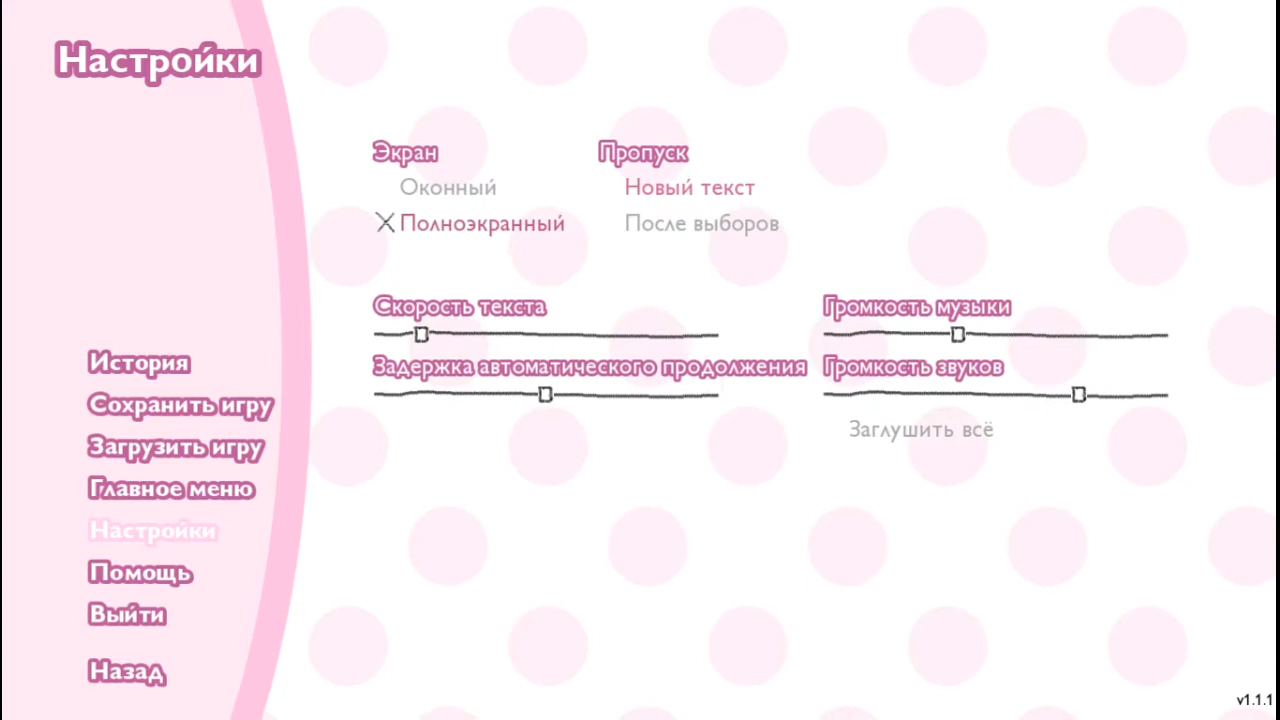 Настройки
Экран
Оконный
Полноэкранный
Пропуск
Новый текст
После выборов
Скорость текста
Задержка автоматического продолжения
Громкость музыки
Громкость звуков
Заглушить всё
История
Сохранить игру
Загрузить игру
Главное меню
Настройки
Помощь
Выйти
Назад
v1.1.1